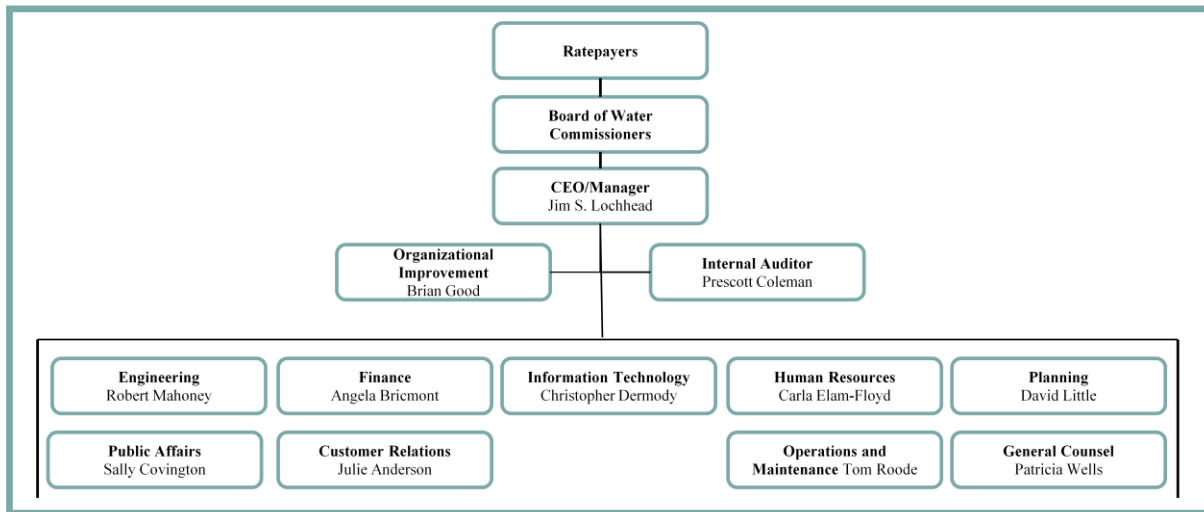 Ratepayers
Board of Water
Commissioners
CEO/Manager
Jim S. Lochhead
Organizational
Improvement
Brian Good
Internal Auditor
Prescott Coleman
Engineering
Robert Mahoney
Finance
Angela Bricmont
Information Technology
Christopher Dermody
Human Resources
Carla Elam-Floyd
Planning
David Little
Public Affairs
Sally Covington
Customer Relations
Julie Anderson
Operations and
Maintenance Tom Roode
General Counsel
Patricia Wells